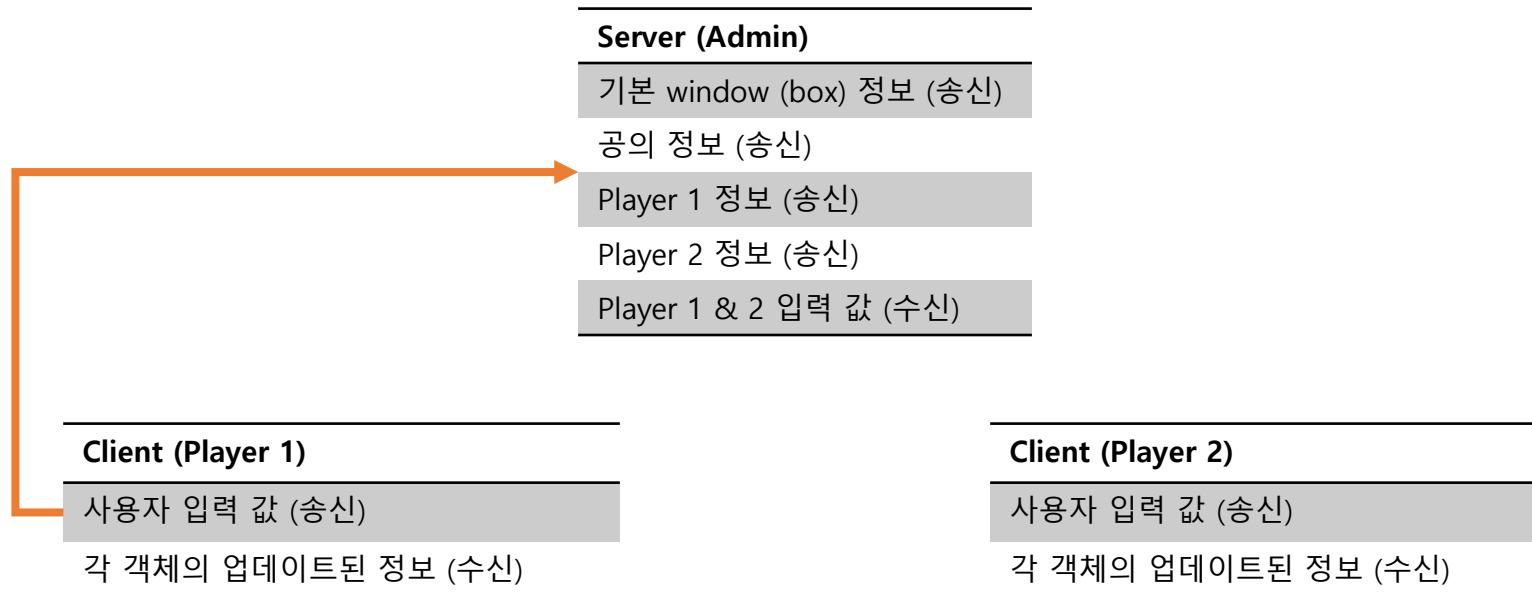 Server (Admin)
기본 window (box) 정보 (송신)
공의 정보 (송신)
Player 1 정보 (송신)
Player 2 정보 (송신)
Player 1 & 2 입력 값 (수신)
Client (Player 1)
사용자 입력 값 (송신)
각 객체의 업데이트된 정보 (수신)
Client (Player 2)
사용자 입력 값 (송신)
각 객체의 업데이트된 정보 (수신)